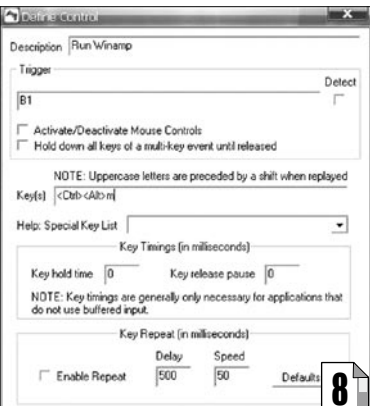 Define Control
Description Run Winamp
Trigger
Detect
B1
Activate/Deactivate Mouse Controls
Hold down all keys of a multi-key event until released
NOTE: Uppercase letters are preceded by a shift when replayed
Key(s) <Ctrl><Alt>m
Help: Special Key List
Key Timings (in milliseconds)
Key hold time 0 Key release pause 0
NOTE: Key timings are generally only necessary for applications that
do not use buffered input.
Key Repeat (in milliseconds)
Delay Speed
Enable Repeat 500 50 Defaults
8